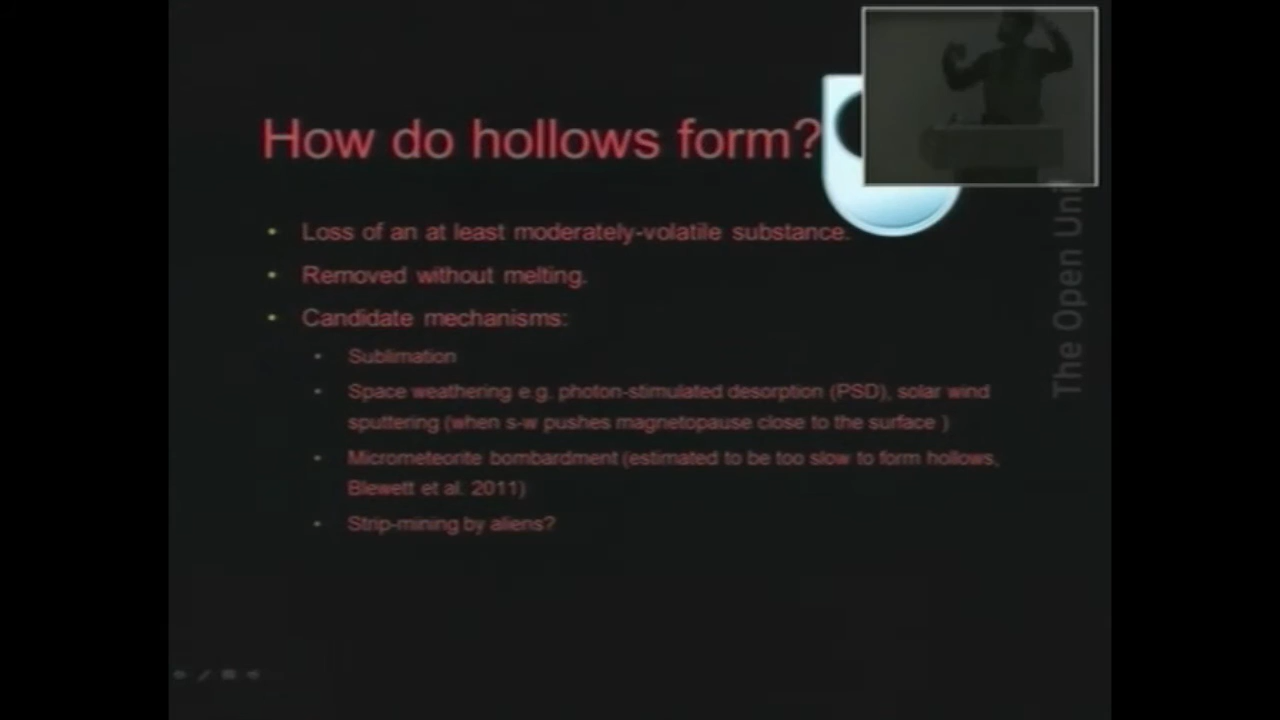 How do hollows form?
Loss of an at least moderately-volatile substance.
Removed without melting.
Candidate mechanisms:
Sublimation
Space weathering e.g. photon-stimulated desorption (PSD), solar wind
sputtering (when s-w pushes magnetopause close to the surface )
Micrometeorite bombardment (estimated to be too slow to form hollows,
Blewett et al. 2011)
Strip-mining by aliens?
The Open Uni